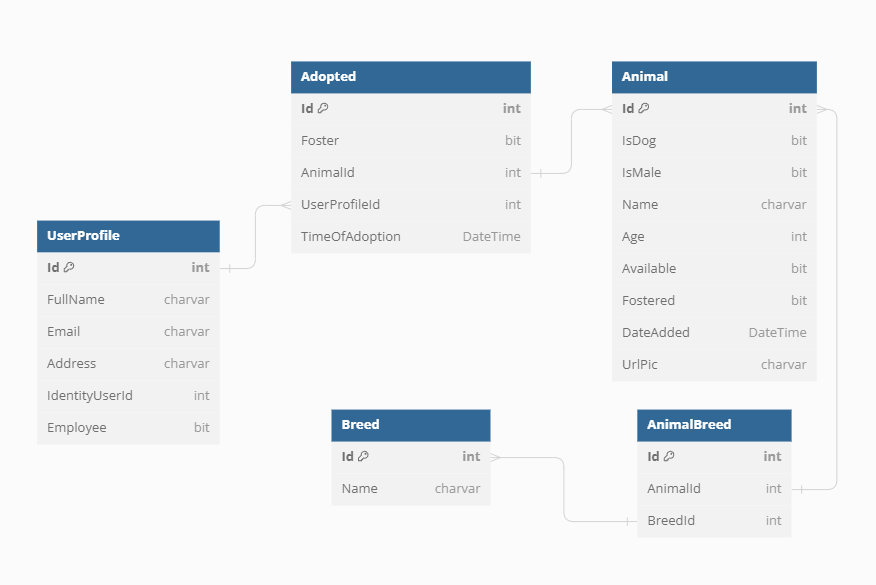 Adopted
Id int
Foster bit
AnimalId int
UserProfileId int
TimeOfAdoption DateTime
Animal
Id int
IsDog bit
IsMale bit
Name charvar
Age int
Available bit
Fostered bit
DateAdded DateTime
UrlPic charvar
UserProfile
Id int
FullName charvar
Email charvar
Address charvar
IdentityUserId int
Employee bit
Breed
Id int
Name charvar
AnimalBreed
Id int
AnimalId int
BreedId int